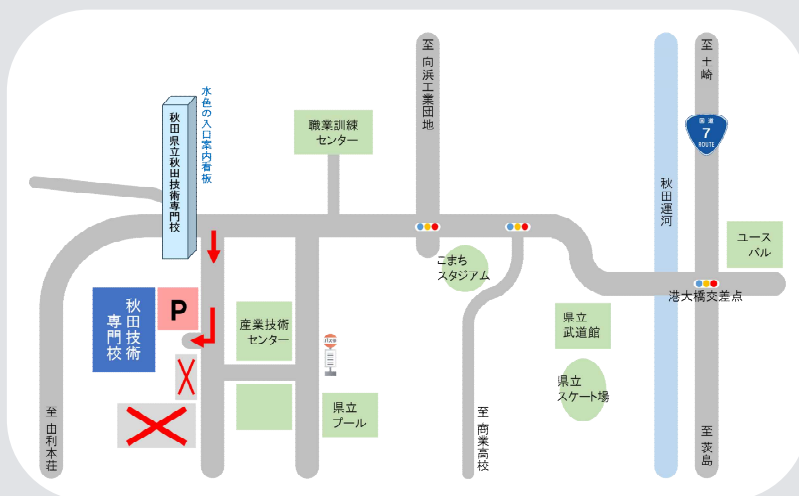 水色の入口案内看板
秋田県立秋田技術専門校
職業訓練
センター
至 向浜工業団地
至 土崎
国道
7
ROUTE
秋田運河
ユース
パル
こまち
スタジアム
港大橋交差点
秋田技術
専門校
P
産業技術
センター
バス停
県立
武道館
県立
スケート場
県立
プール
至 由利本荘
至 商業高校
至 茨島